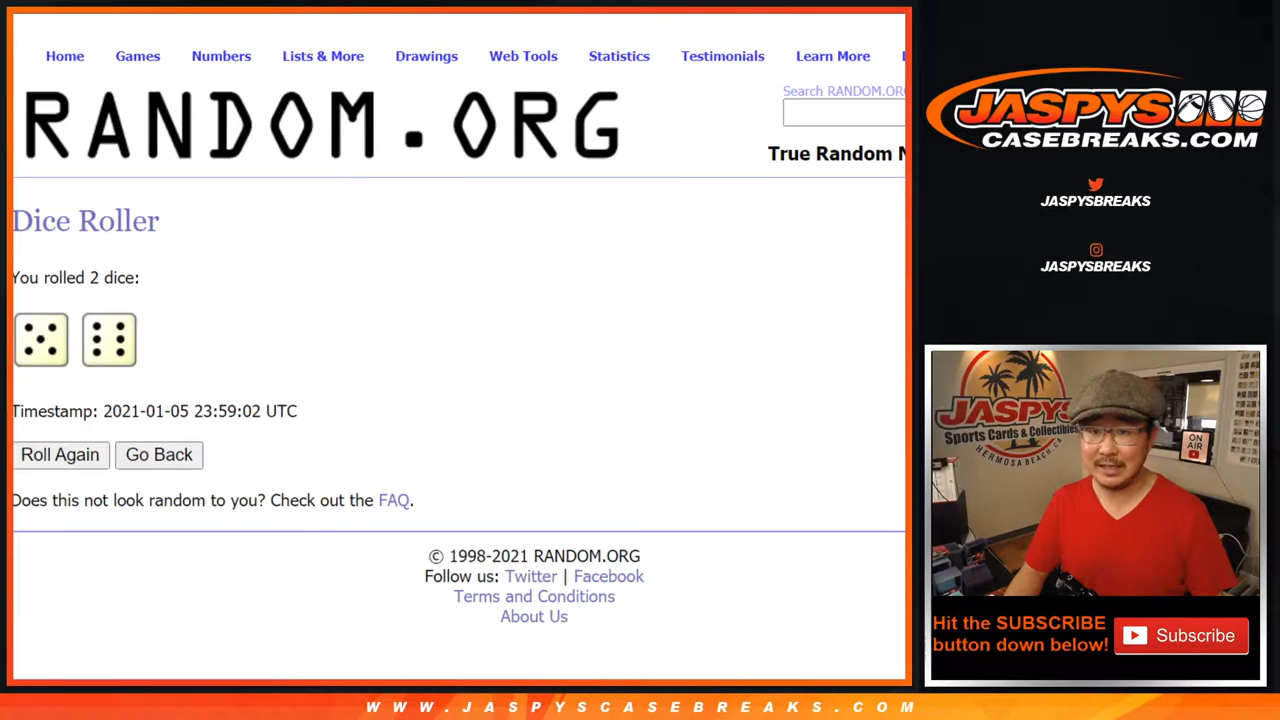 Home Games Numbers Lists & More Drawings Web Tools Statistics Testimonials Learn More
Search RANDOM.OR
RANDOM.ORG
True Random
Dice Roller
You rolled 2 dice:
Timestamp: 2021-01-05 23:59:02 UTC
Roll Again Go Back
Does this not look random to you? Check out the FAQ.
© 1998-2021 RANDOM.ORG
Follow us: Twitter | Facebook
Terms and Conditions
About Us
JASPYS
CASEBREAKS.COM
JASPYSBREAKS
JASPYSBREAKS
JASPYS
Sports Cards & Collectibles
HERMOSA BEACH CA
ON
AIR
Hit the SUBSCRIBE
button down below!
Subscribe
WWW.JASPYSCASEBREAKS.COM